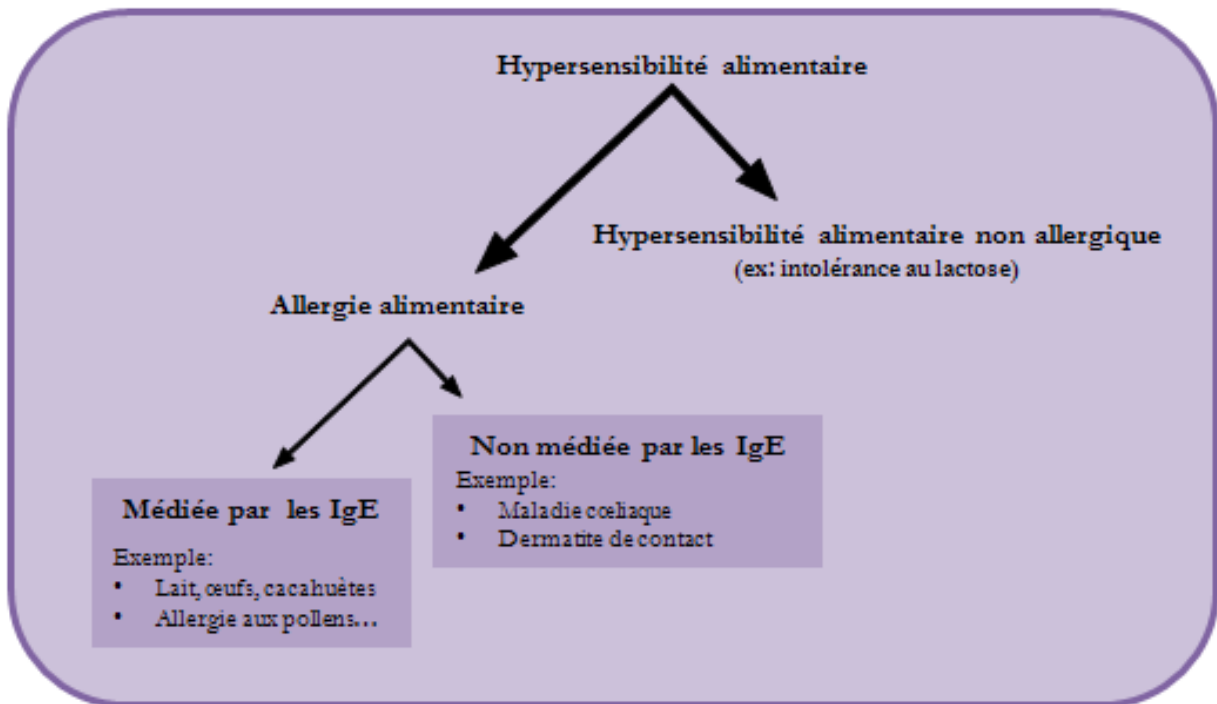 Hypersensibilité alimentaire
Hypersensibilité alimentaire non allergique
(ex: intolérance au lactose)
Allergie alimentaire
Non médiée par les IgE
Exemple:
• Maladie cœliaque
• Dermatite de contact
Médiée par les IgE
Exemple:
• Lait, œufs, cacahuètes
• Allergie aux pollens...